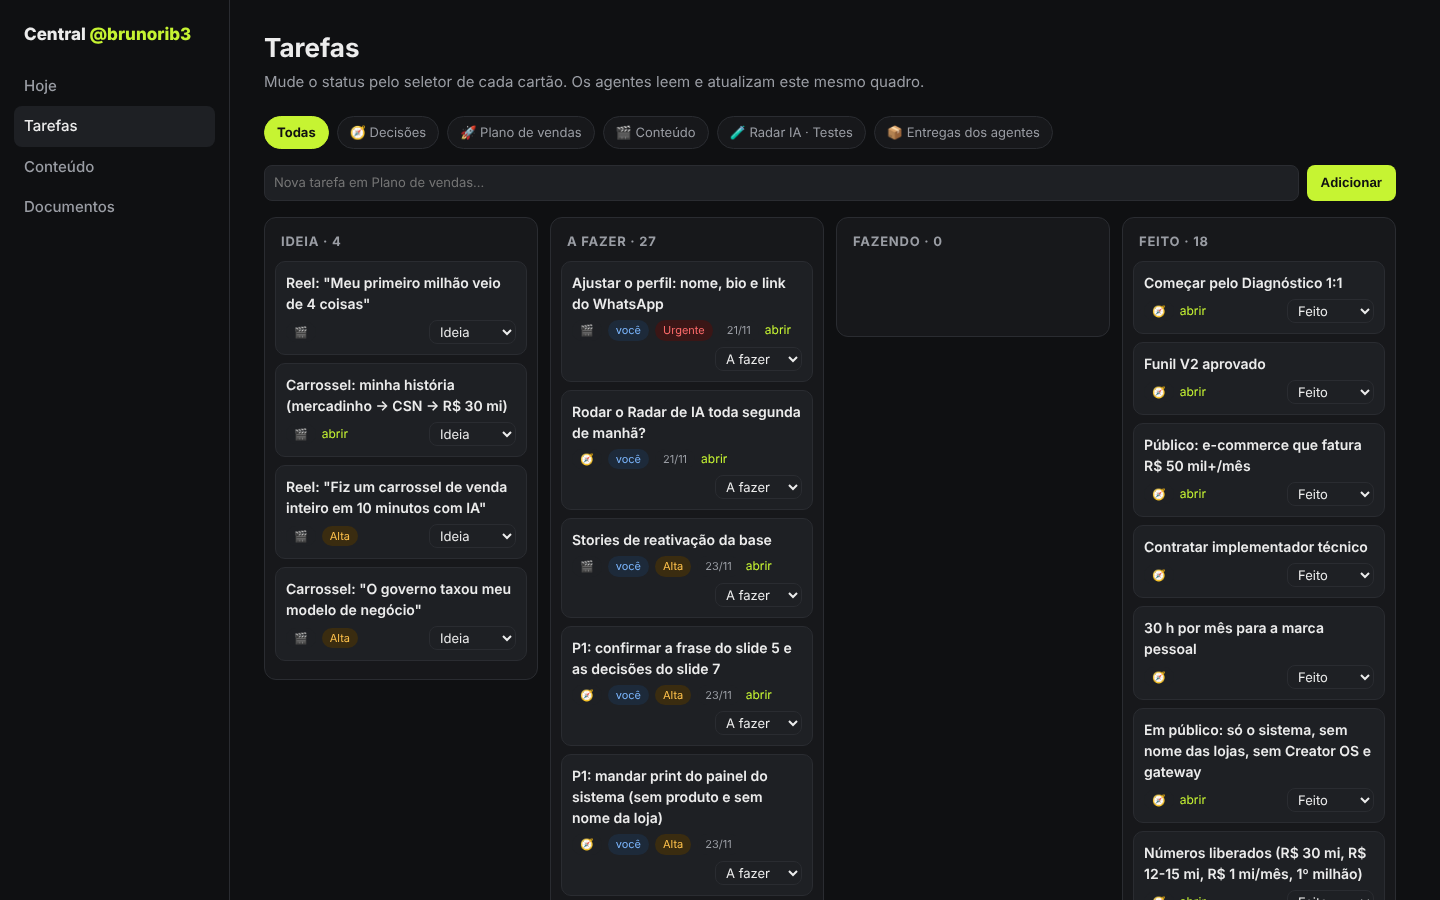 Central @brunorib3
Hoje
Tarefas
Conteúdo
Documentos
Tarefas
Mude o status pelo seletor de cada cartão. Os agentes leem e atualizam este mesmo quadro.
Todas
Decisões
Plano de vendas
Conteúdo
Radar IA · Testes
Entregas dos agentes
Nova tarefa em Plano de vendas...
Adicionar
IDEIA · 4
Reel: "Meu primeiro milhão veio
de 4 coisas"
Ideia
Carrossel: minha história
(mercadinho → CSN → R$ 30 mi)
abrir
Ideia
Reel: "Fiz um carrossel de venda
inteiro em 10 minutos com IA"
Alta
Ideia
Carrossel: "O governo taxou meu
modelo de negócio"
Alta
Ideia
A FAZER · 27
Ajustar o perfil: nome, bio e link
do WhatsApp
você Urgente 21/11 abrir
A fazer
Rodar o Radar de IA toda segunda
de manhã?
você 21/11 abrir
A fazer
Stories de reativação da base
você Alta 23/11 abrir
A fazer
P1: confirmar a frase do slide 5 e
as decisões do slide 7
você Alta 23/11 abrir
A fazer
P1: mandar print do painel do
sistema (sem produto e sem
nome da loja)
você Alta 23/11
A fazer
FAZENDO · 0
FEITO · 18
Começar pelo Diagnóstico 1:1
abrir
Feito
Funil V2 aprovado
abrir
Feito
Público: e-commerce que fatura
R$ 50 mil+/mês
abrir
Feito
Contratar implementador técnico
Feito
30 h por mês para a marca
pessoal
Feito
Em público: só o sistema, sem
nome das lojas, sem Creator OS e
gateway
abrir
Feito
Números liberados (R$ 30 mi, R$
12-15 mi, R$ 1 mi/mês, 1º milhão)
abrir
Feito